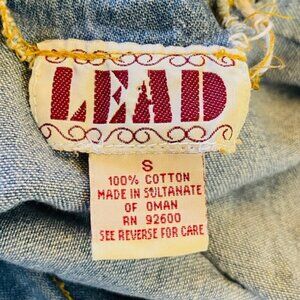 LEAD
S
100% COTTON
MADE IN SULTANATE
OF OMAN
RN 92600
SEE REVERSE FOR CARE